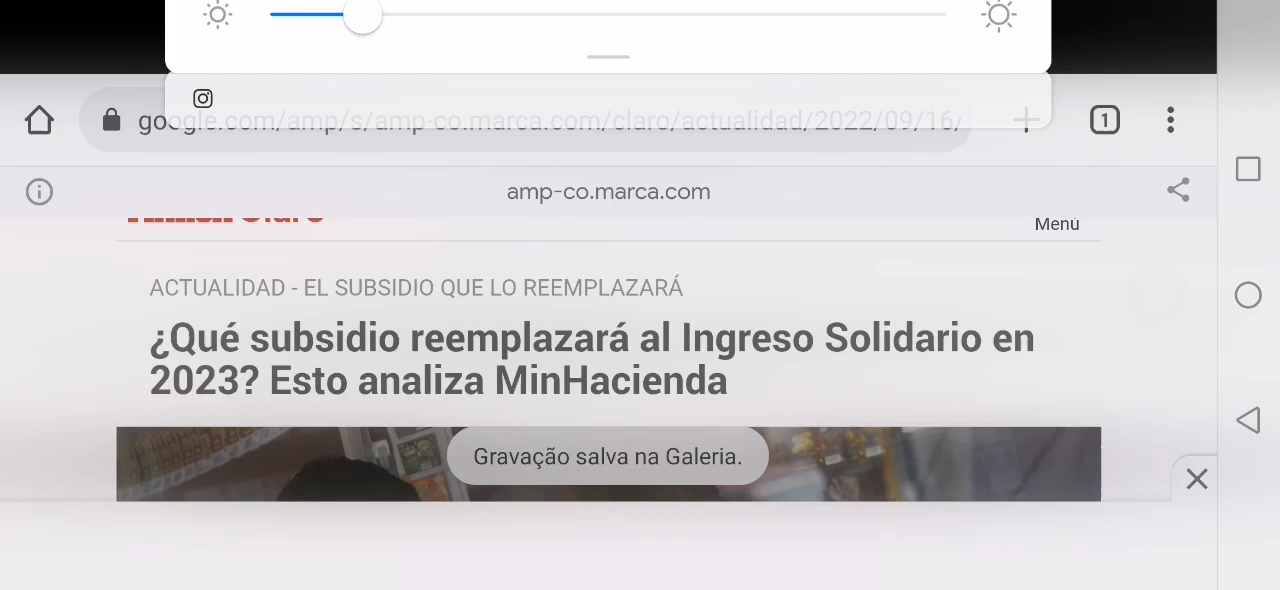 google.com/amp/s/amp-co.marca.com/claro/actualidad/2022/09/16/
1
amp-co.marca.com
Claro
Menú
ACTUALIDAD - EL SUBSIDIO QUE LO REEMPLAZARÁ
¿Qué subsidio reemplazará al Ingreso Solidario en
2023? Esto analiza MinHacienda
Gravação salva na Galeria.